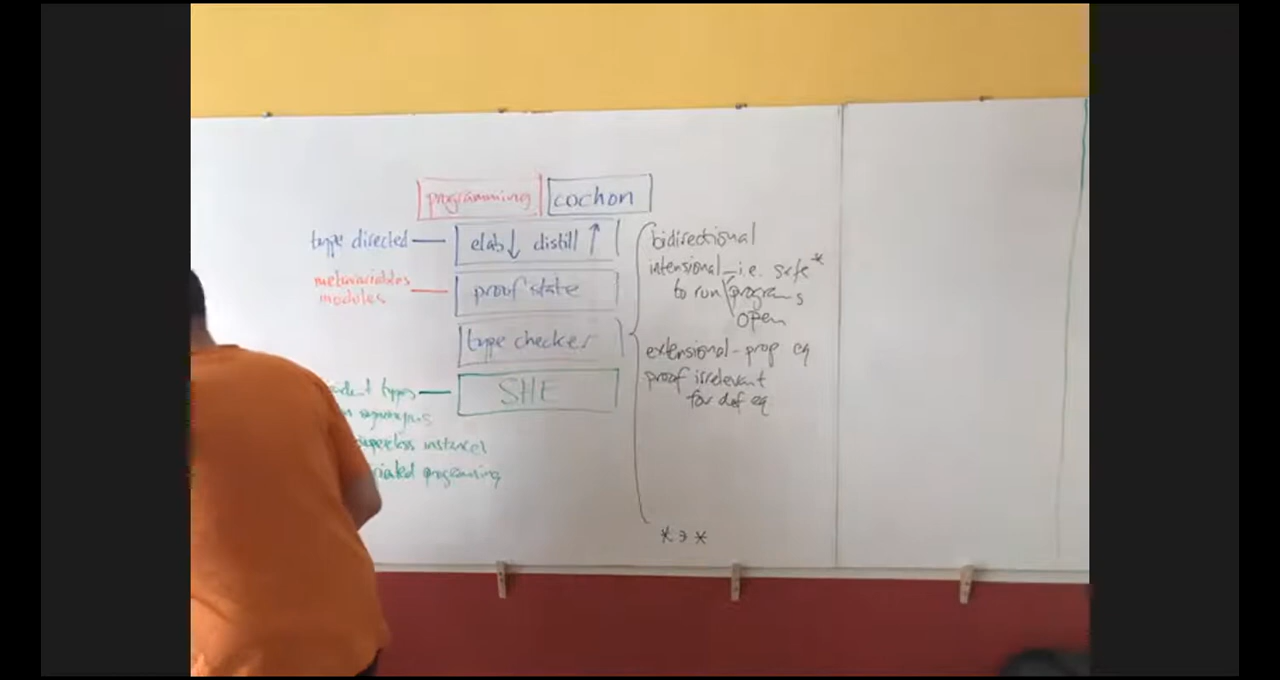 programming cochon
type directed elab↓ distill↑
metavariables
modules
proof state
type checker
SHE
types
superclass instances
programming
bidirectional
intensional – i.e. safe*
to run programs
open
extensional – prop eq
proof irrelevant
for def eq
* ∋ *